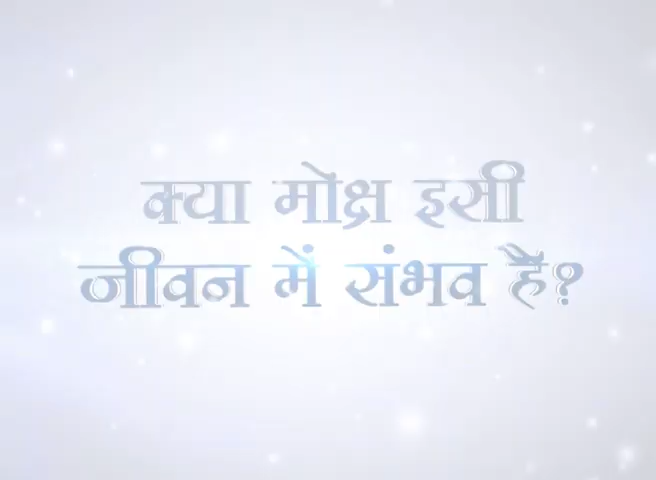 क्या मोक्ष इसी
जीवन में संभव है?